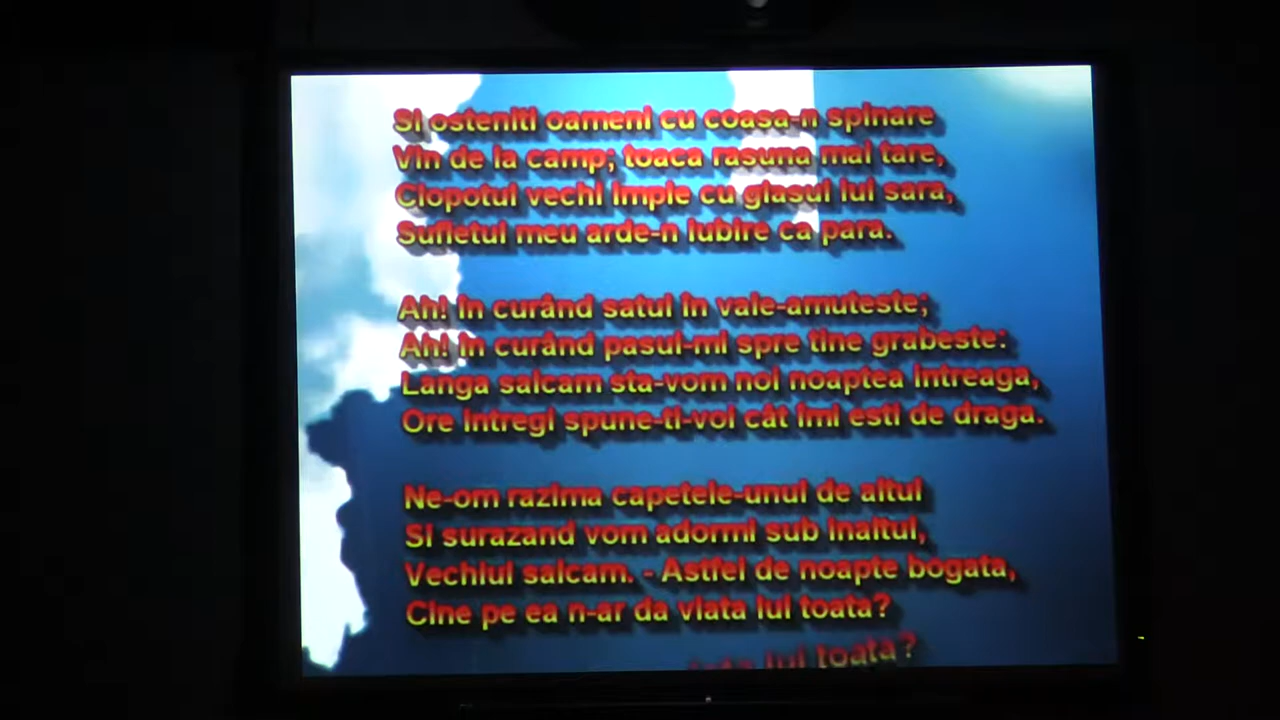 Si osteniti oameni cu coasa-n spinare
Vin de la camp; toaca rasuna mai tare,
Clopotul vechi imple cu glasul lui sara,
Sufletul meu arde-n iubire ca para.
Ah! în curând satul în vale-amuteste;
Ah! în curând pasul-mi spre tine grabeste:
Langa salcam sta-vom noi noaptea intreaga,
Ore intregi spune-ti-voi cât îmi esti de draga.
Ne-om razima capetele-unul de altul
Si surazand vom adormi sub inaltul,
Vechiul salcam. - Astfel de noapte bogata,
Cine pe ea n-ar da viata lui toata?
lui toata?